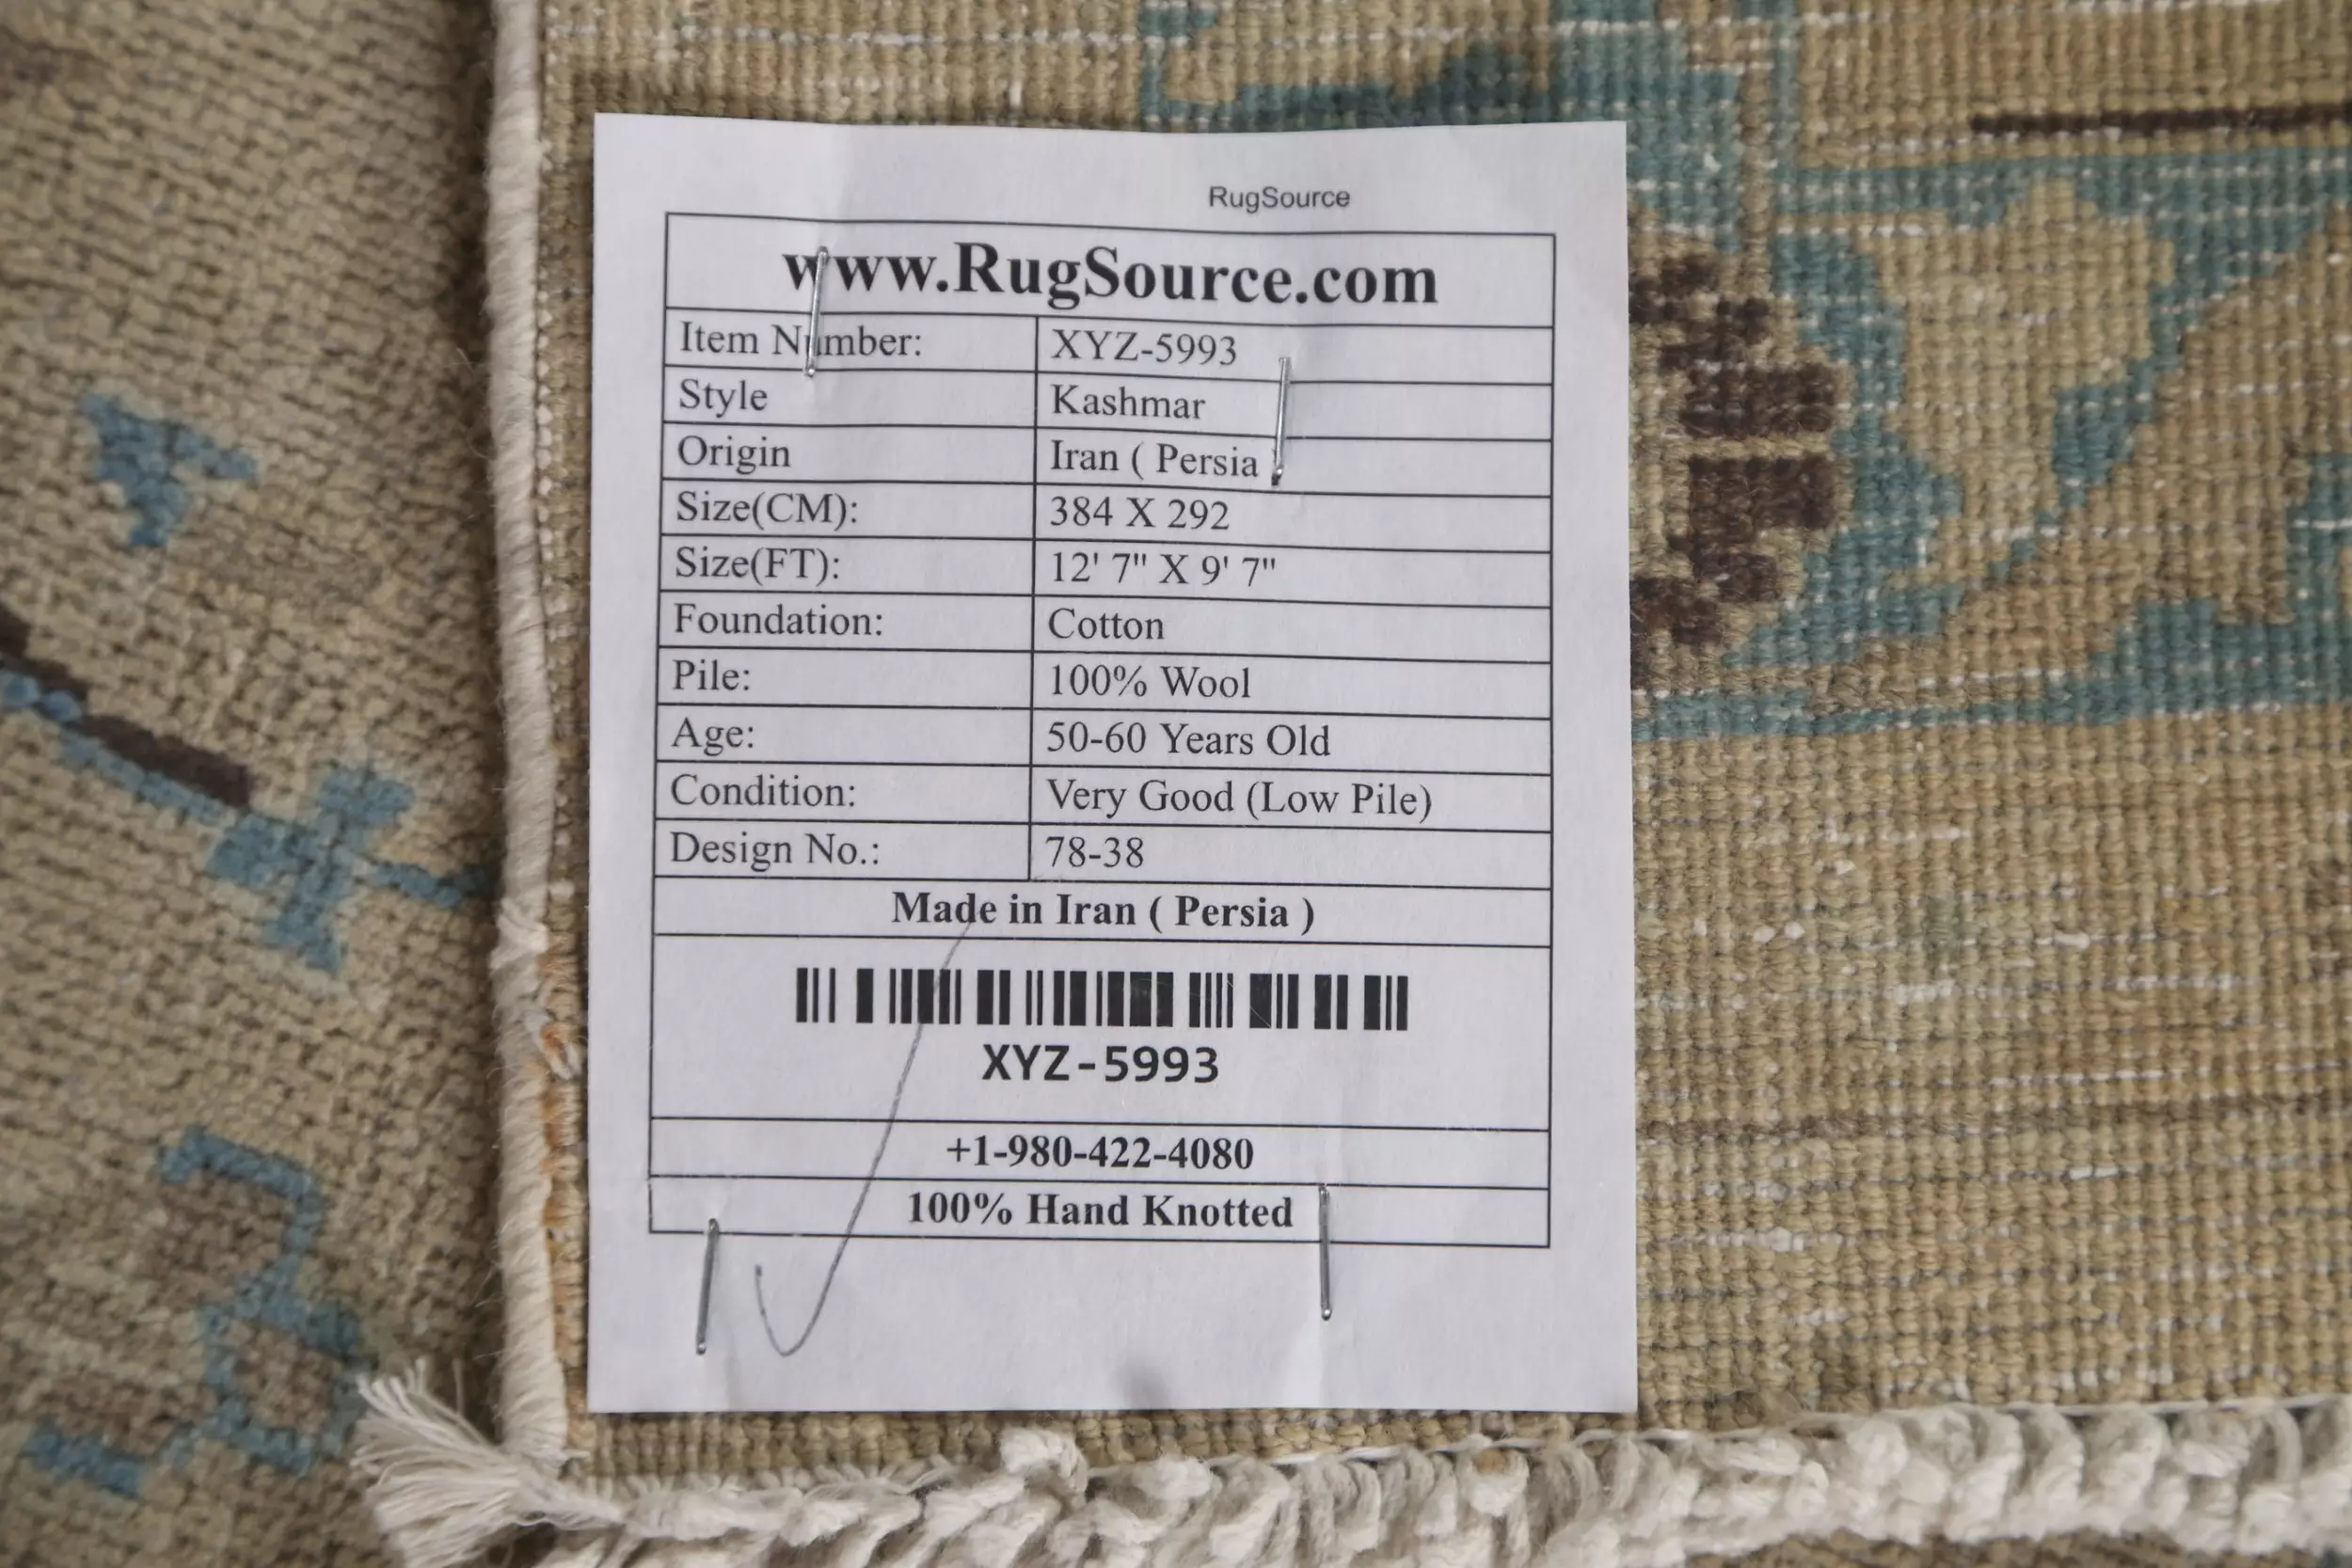 RugSource
www.RugSource.com
Item Number: XYZ-5993
Style Kashmar
Origin Iran ( Persia )
Size(CM): 384 X 292
Size(FT): 12' 7" X 9' 7"
Foundation: Cotton
Pile: 100% Wool
Age: 50-60 Years Old
Condition: Very Good (Low Pile)
Design No.: 78-38
Made in Iran ( Persia )
XYZ-5993
+1-980-422-4080
100% Hand Knotted